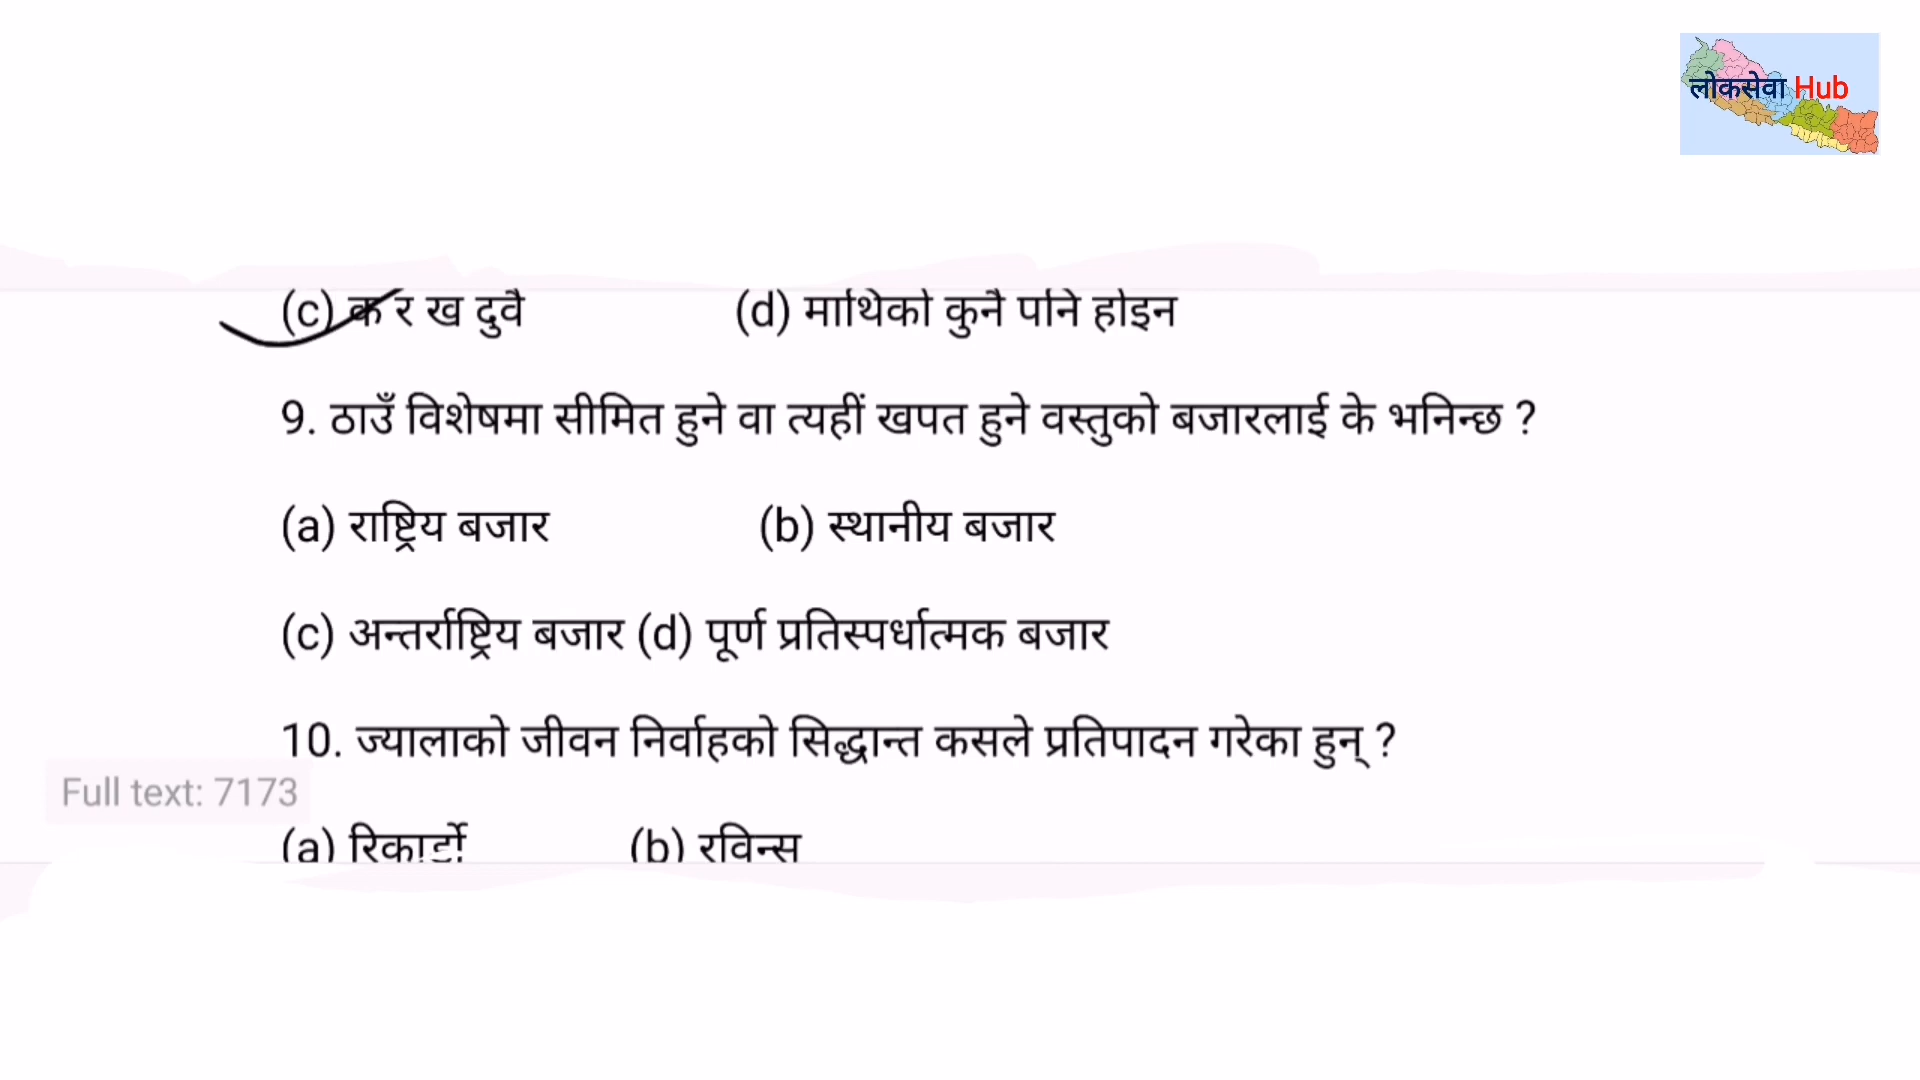 लोकसेवा Hub
(c) क र ख दुवै (d) माथिको कुनै पनि होइन
9. ठाउँ विशेषमा सीमित हुने वा त्यहीं खपत हुने वस्तुको बजारलाई के भनिन्छ ?
(a) राष्ट्रिय बजार (b) स्थानीय बजार
(c) अन्तर्राष्ट्रिय बजार (d) पूर्ण प्रतिस्पर्धात्मक बजार
10. ज्यालाको जीवन निर्वाहको सिद्धान्त कसले प्रतिपादन गरेका हुन् ?
Full text: 7173
(a) रिकार्डो (b) रविन्स